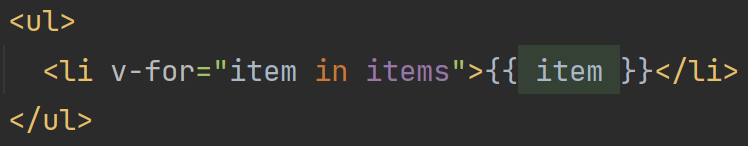 <ul>
<li v-for="item in items">{{ item }}</li>
</ul>